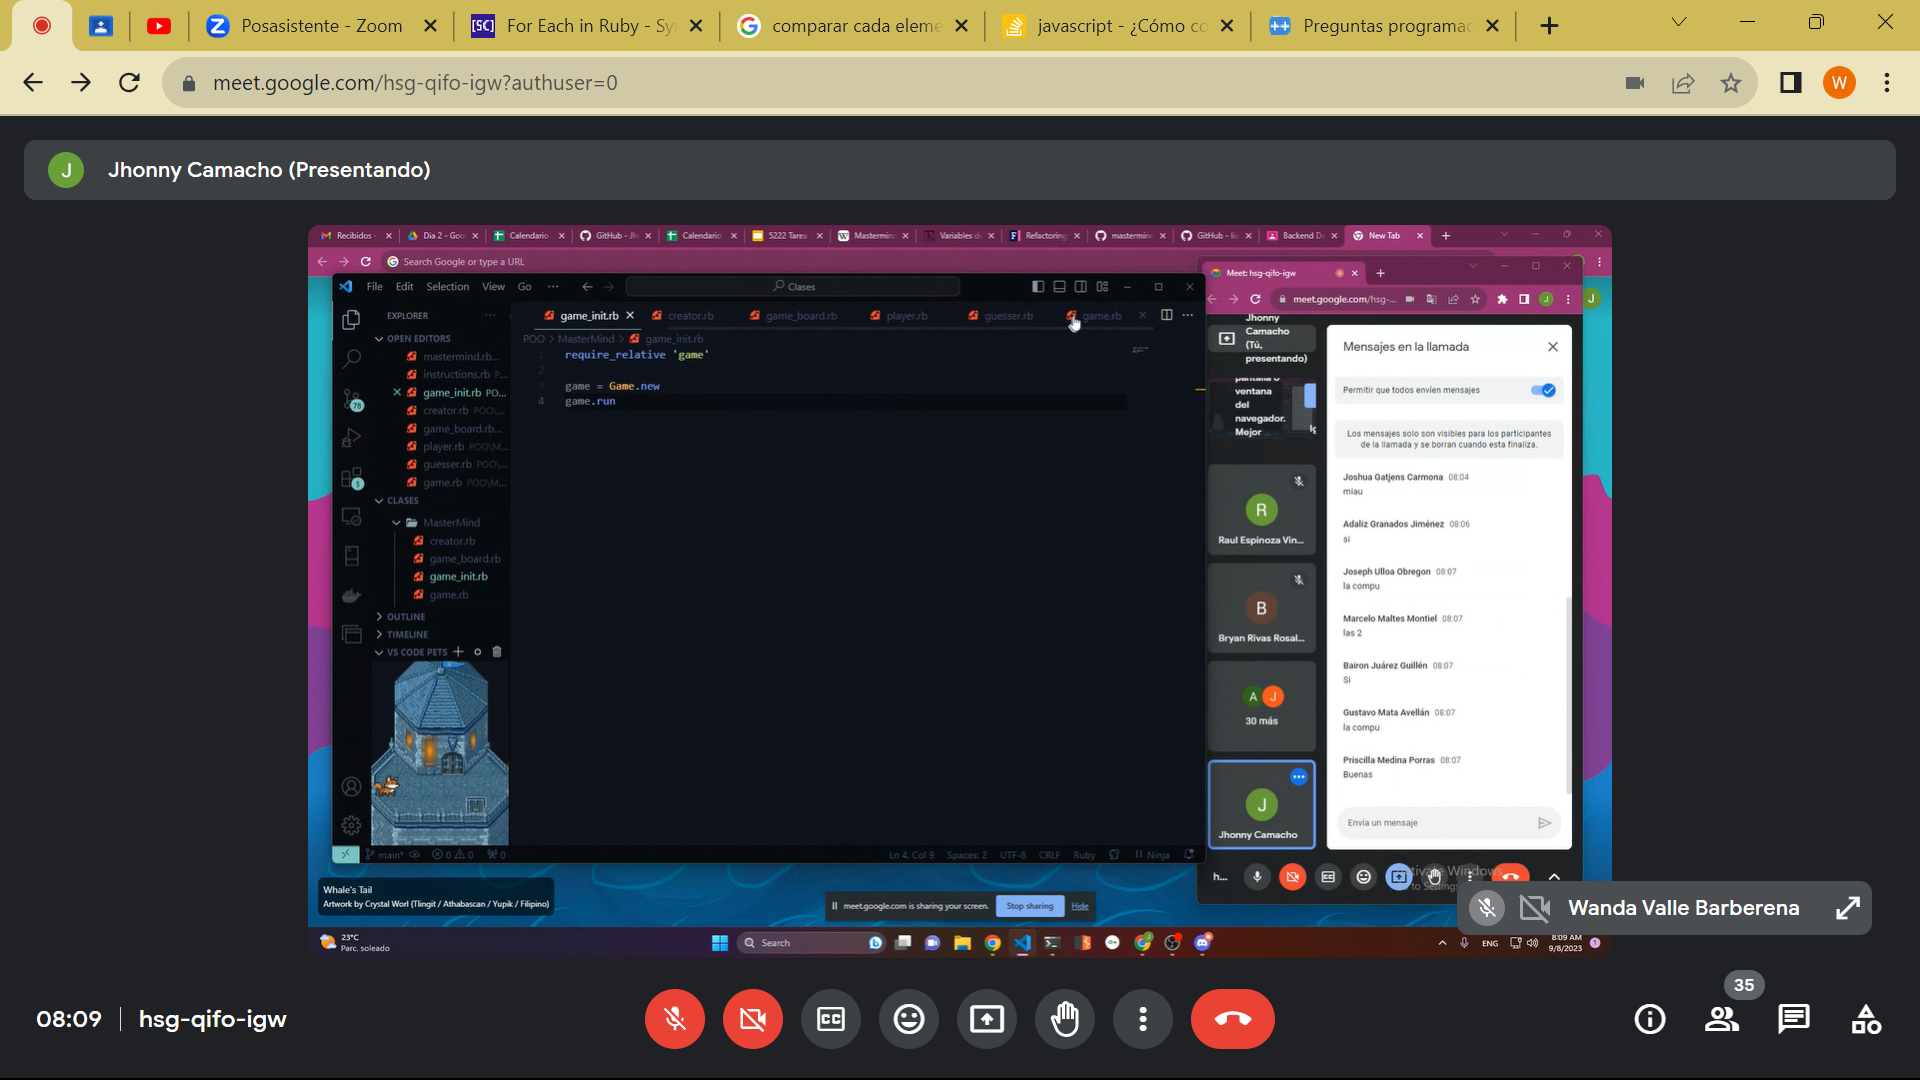 Posasistente - Zoom
For Each in Ruby - Sy
comparar cada eleme
javascript - ¿Cómo co
Preguntas programac
meet.google.com/hsg-qifo-igw?authuser=0
W
J
Jhonny Camacho (Presentando)
Recibidos -
Dia 2 - Goo
Calendario
GitHub - Jh
Calendario
5222 Tarea
Mastermin
Variables d
Refactoring
mastermin
GitHub - lis
Backend D
New Tab
Search Google or type a URL
Meet: hsg-qifo-igw
meet.google.com/hsg-...
File Edit Selection View Go ...
Clases
EXPLORER
game_init.rb
creator.rb
game_board.rb
player.rb
guesser.rb
game.rb
OPEN EDITORS
mastermind.rb...
instructions.rb P...
game_init.rb PO...
creator.rb POO\...
game_board.rb...
player.rb POO\M...
guesser.rb POO\...
game.rb POO\M...
CLASES
MasterMind
creator.rb
game_board.rb
game_init.rb
game.rb
OUTLINE
TIMELINE
VS CODE PETS
78
5
POO > MasterMind > game_init.rb
1 require_relative 'game'
2
3 game = Game.new
4 game.run
main*
0 0
0
Ln 4, Col 9
Spaces: 2
UTF-8
CRLF
Ruby
Ninja
Jhonny
Camacho
(Tú,
presentando)
pantalla o
ventana
del
navegador.
Mejor
R
Raul Espinoza Vin...
B
Bryan Rivas Rosal...
A J
30 más
J
Jhonny Camacho
Mensajes en la llamada
Permitir que todos envíen mensajes
Los mensajes solo son visibles para los participantes
de la llamada y se borran cuando esta finaliza.
Joshua Gatjens Carmona 08:04
miau
Adaliz Granados Jiménez 08:06
si
Joseph Ulloa Obregon 08:07
la compu
Marcelo Maltes Montiel 08:07
las 2
Bairon Juárez Guillén 08:07
Si
Gustavo Mata Avellán 08:07
la compu
Priscilla Medina Porras 08:07
Buenas
Envía un mensaje
h...
Whale's Tail
Artwork by Crystal Worl (Tlingit / Athabascan / Yupik / Filipino)
meet.google.com is sharing your screen.
Stop sharing
Hide
Wanda Valle Barberena
23°C
Parc. soleado
Search
ENG
8:09 AM
9/8/2023
1
08:09
hsg-qifo-igw
35